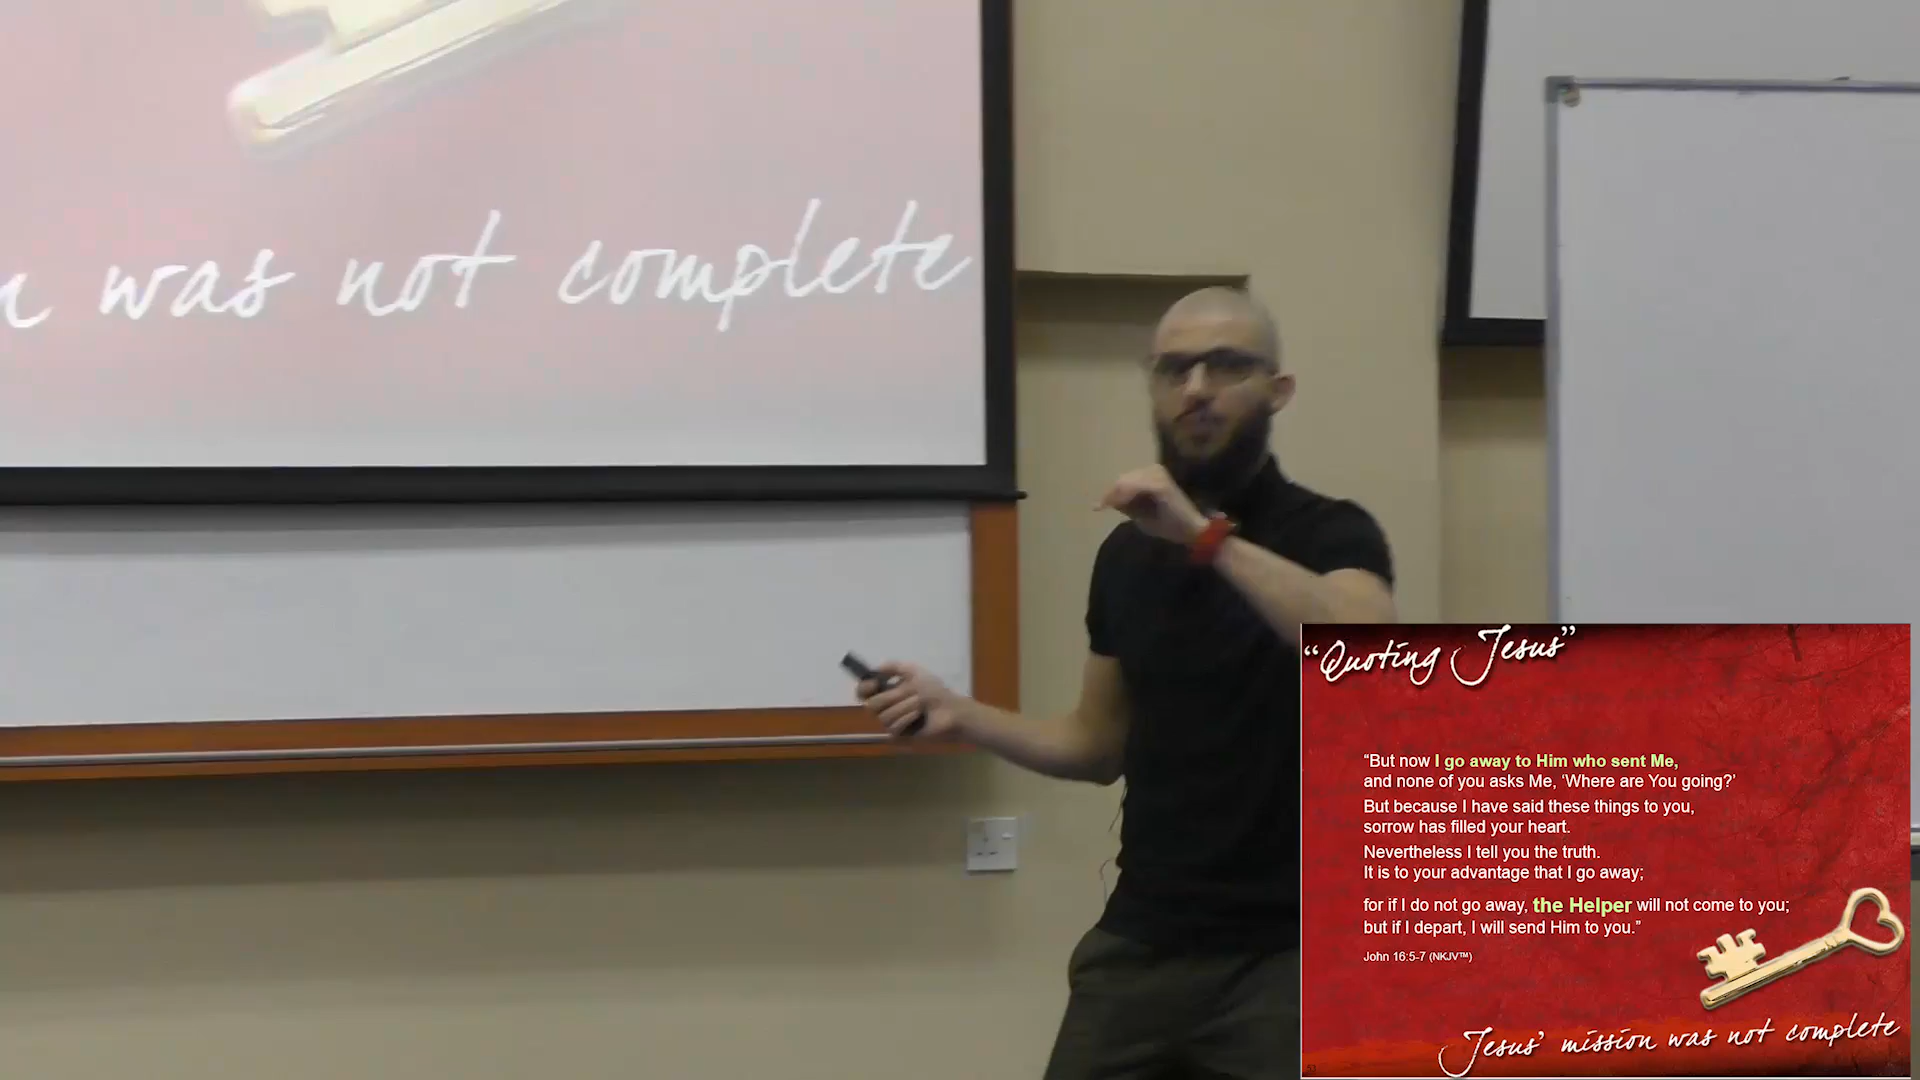 was not complete
“Quoting Jesus”
“But now I go away to Him who sent Me,
and none of you asks Me, ‘Where are You going?’
But because I have said these things to you,
sorrow has filled your heart.
Nevertheless I tell you the truth.
It is to your advantage that I go away;
for if I do not go away, the Helper will not come to you;
but if I depart, I will send Him to you.”
John 16:5-7 (NKJV™)
Jesus’ mission was not complete